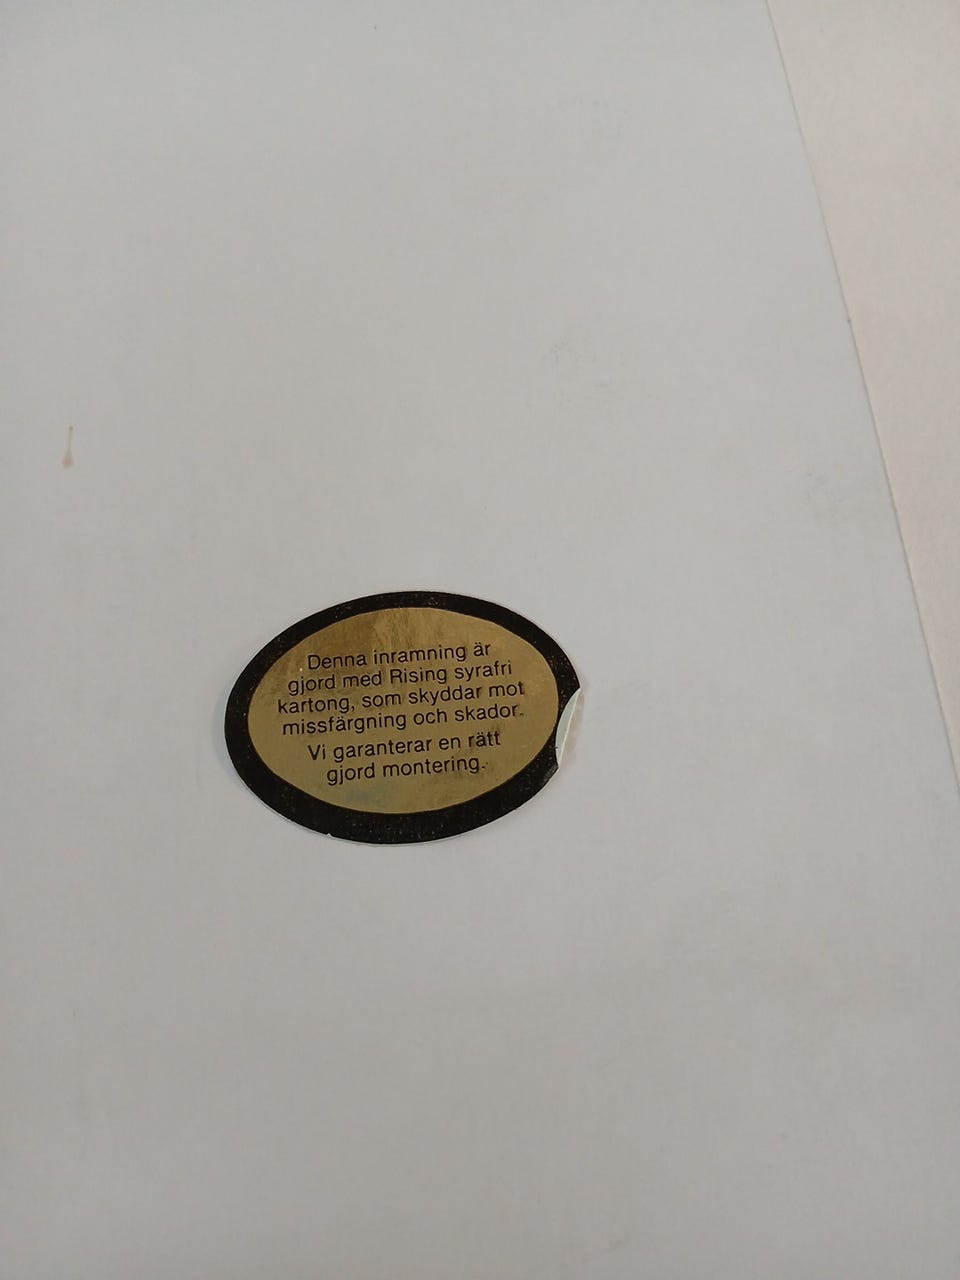 Denna inramning är
gjord med Rising syrafri
kartong, som skyddar mot
missfärgning och skador.
Vi garanterar en rätt
gjord montering.